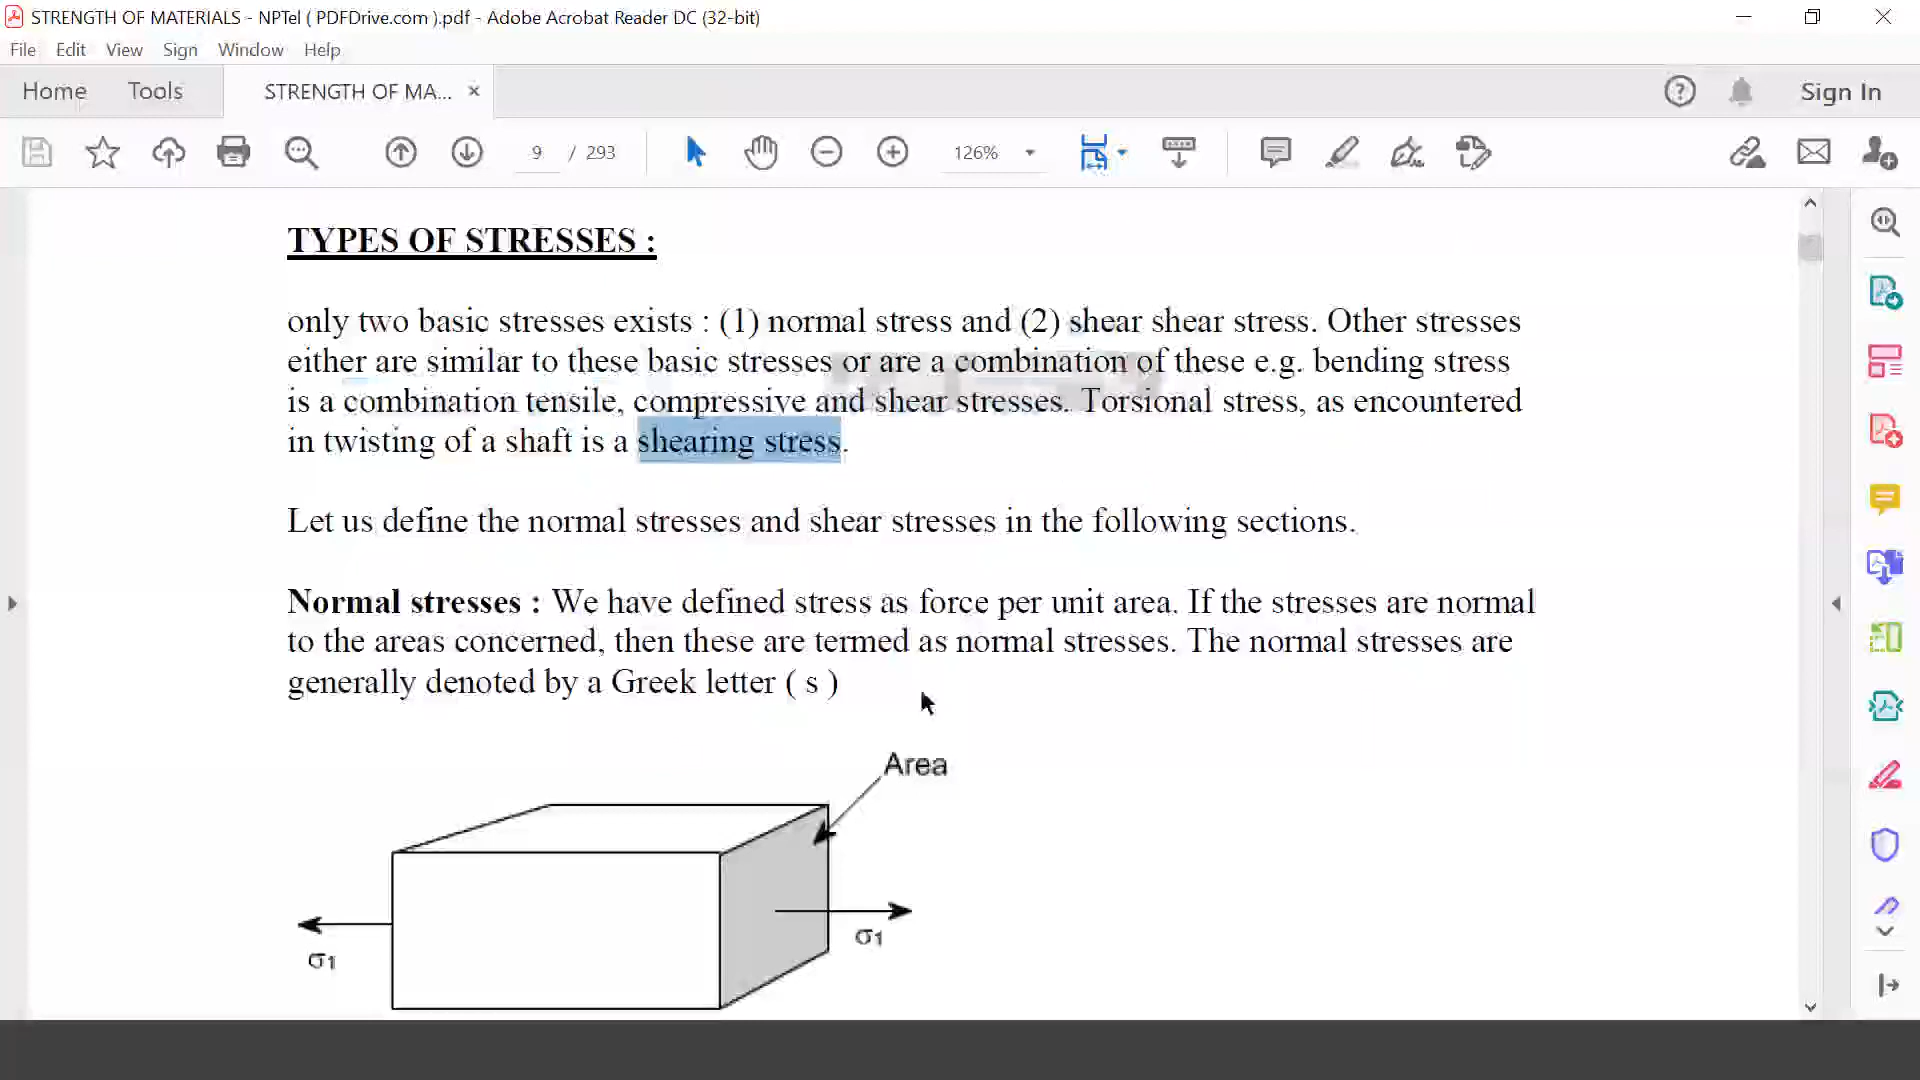 STRENGTH OF MATERIALS - NPTel ( PDFDrive.com ).pdf - Adobe Acrobat Reader DC (32-bit)
File Edit View Sign Window Help
Home Tools STRENGTH OF MA... × Sign In
9 / 293 126%
TYPES OF STRESSES :
only two basic stresses exists : (1) normal stress and (2) shear shear stress. Other stresses
either are similar to these basic stresses or are a combination of these e.g. bending stress
is a combination tensile, compressive and shear stresses. Torsional stress, as encountered
in twisting of a shaft is a shearing stress.
Let us define the normal stresses and shear stresses in the following sections.
Normal stresses : We have defined stress as force per unit area. If the stresses are normal
to the areas concerned, then these are termed as normal stresses. The normal stresses are
generally denoted by a Greek letter ( s )
Area
σ1
σ1